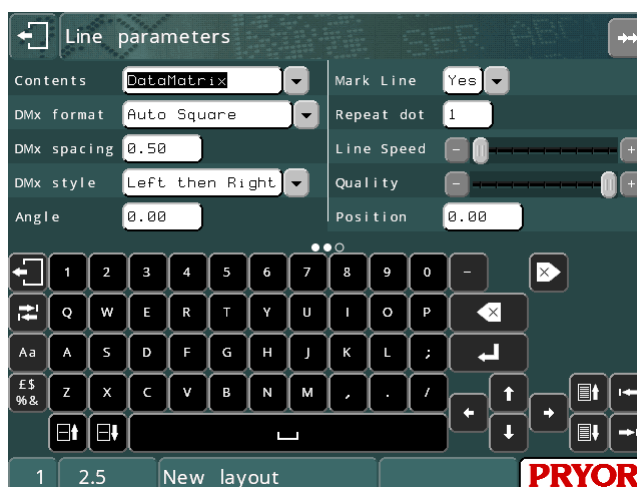 Line parameters
Contents DataMatrix Mark Line Yes
DMx format Auto Square Repeat dot 1
DMx spacing 0.50 Line Speed - +
DMx style Left then Right Quality - +
Angle 0.00 Position 0.00
1 2 3 4 5 6 7 8 9 0 -
Q W E R T Y U I O P
Aa A S D F G H J K L ;
£$ %& Z X C V B N M , . /
1 2.5 New layout PRYOR